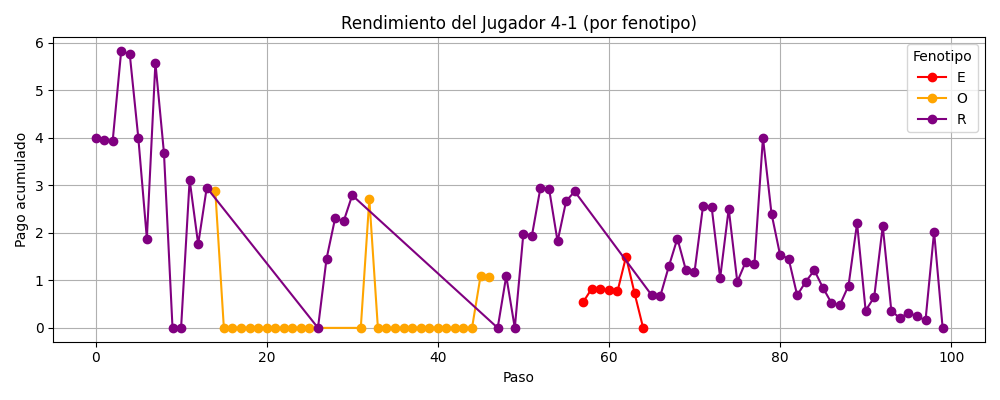 Rendimiento del Jugador 4-1 (por fenotipo)
Pago acumulado
6
5
4
3
2
1
0
Fenotipo
E
O
R
0 20 40 60 80 100
Paso